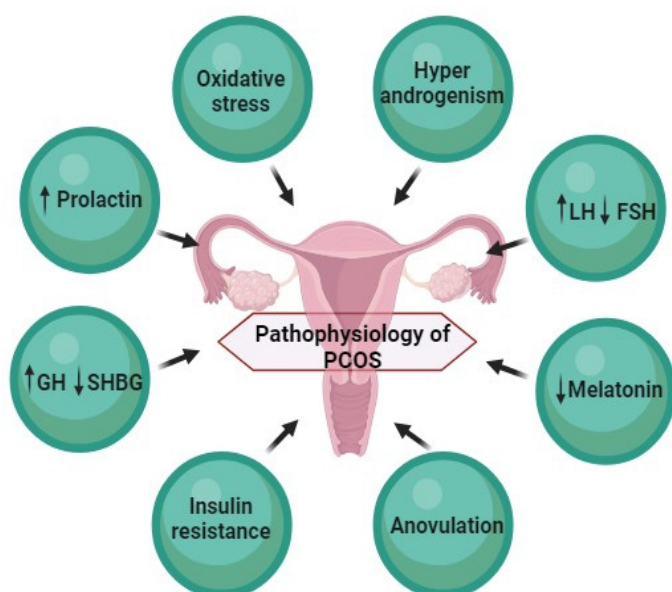 Oxidative
stress
Hyper
androgenism
↑ Prolactin
↑LH ↓ FSH
Pathophysiology of
PCOS
↑GH ↓SHBG
↓Melatonin
Insulin
resistance
Anovulation